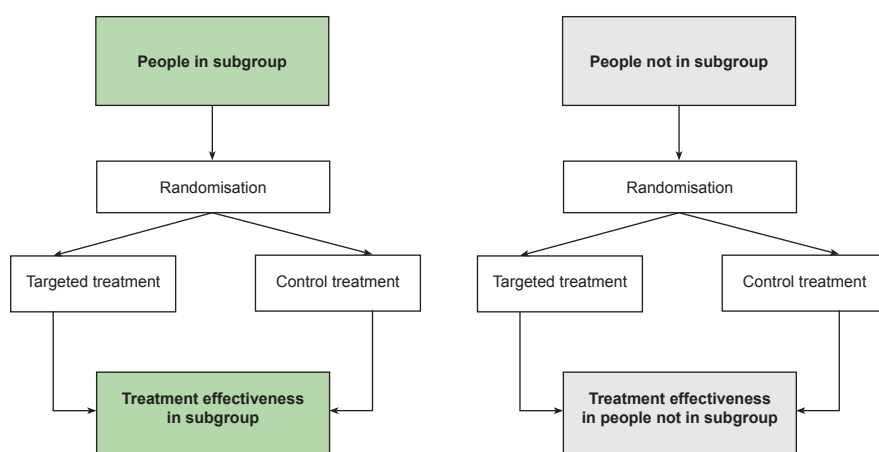 People in subgroup
People not in subgroup
Randomisation
Randomisation
Targeted treatment
Control treatment
Targeted treatment
Control treatment
Treatment effectiveness
in subgroup
Treatment effectiveness
in people not in subgroup